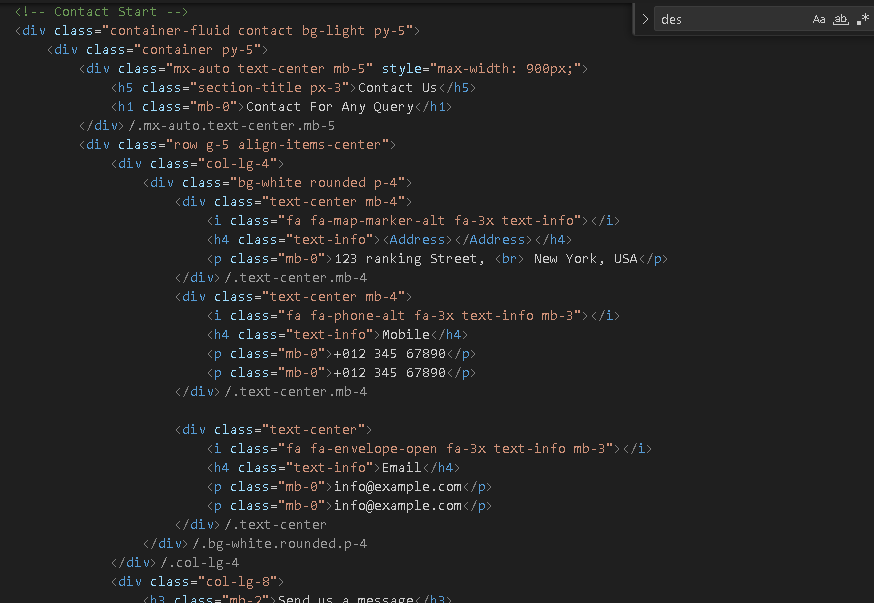 <!-- Contact Start -->
des
Aa ab .*
<div class="container-fluid contact bg-light py-5">
<div class="container py-5">
<div class="mx-auto text-center mb-5" style="max-width: 900px;">
<h5 class="section-title px-3">Contact Us</h5>
<h1 class="mb-0">Contact For Any Query</h1>
</div>/.mx-auto.text-center.mb-5
<div class="row g-5 align-items-center">
<div class="col-lg-4">
<div class="bg-white rounded p-4">
<div class="text-center mb-4">
<i class="fa fa-map-marker-alt fa-3x text-info"></i>
<h4 class="text-info"><Address></Address></h4>
<p class="mb-0">123 ranking Street, <br> New York, USA</p>
</div>/.text-center.mb-4
<div class="text-center mb-4">
<i class="fa fa-phone-alt fa-3x text-info mb-3"></i>
<h4 class="text-info">Mobile</h4>
<p class="mb-0">+012 345 67890</p>
<p class="mb-0">+012 345 67890</p>
</div>/.text-center.mb-4
<div class="text-center">
<i class="fa fa-envelope-open fa-3x text-info mb-3"></i>
<h4 class="text-info">Email</h4>
<p class="mb-0">info@example.com</p>
<p class="mb-0">info@example.com</p>
</div>/.text-center
</div>/.bg-white.rounded.p-4
</div>/.col-lg-4
<div class="col-lg-8">
<h3 class="mb-2">Send us a message</h3>